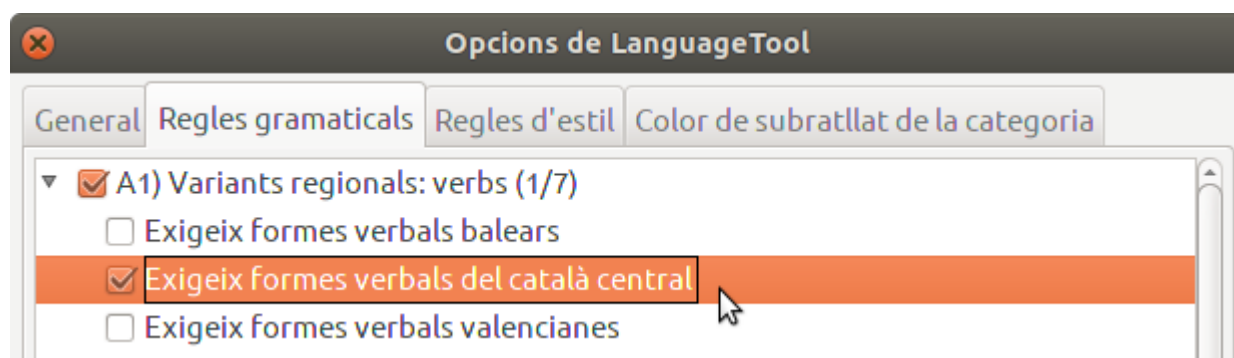 Opcions de LanguageTool
General Regles gramaticals Regles d'estil Color de subratllat de la categoria
A1) Variants regionals: verbs (1/7)
Exigeix formes verbals balears
Exigeix formes verbals del català central
Exigeix formes verbals valencianes